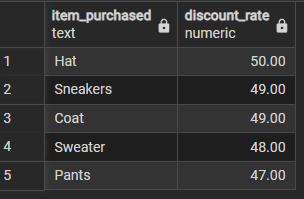 item_purchased discount_rate
text numeric
1 Hat 50.00
2 Sneakers 49.00
3 Coat 49.00
4 Sweater 48.00
5 Pants 47.00